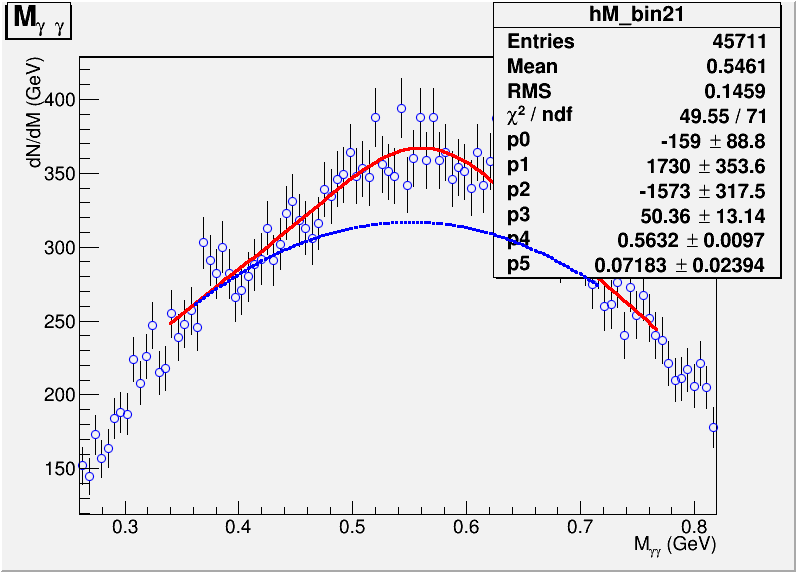 M γ γ
hM_bin21
Entries 45711
Mean 0.5461
RMS 0.1459
χ² / ndf 49.55 / 71
p0 -159 ± 88.8
p1 1730 ± 353.6
p2 -1573 ± 317.5
p3 50.36 ± 13.14
p4 0.5632 ± 0.0097
p5 0.07183 ± 0.02394
dN/dM (GeV)
400
350
300
250
200
150
0.3 0.4 0.5 0.6 0.7 0.8
Mγγ (GeV)